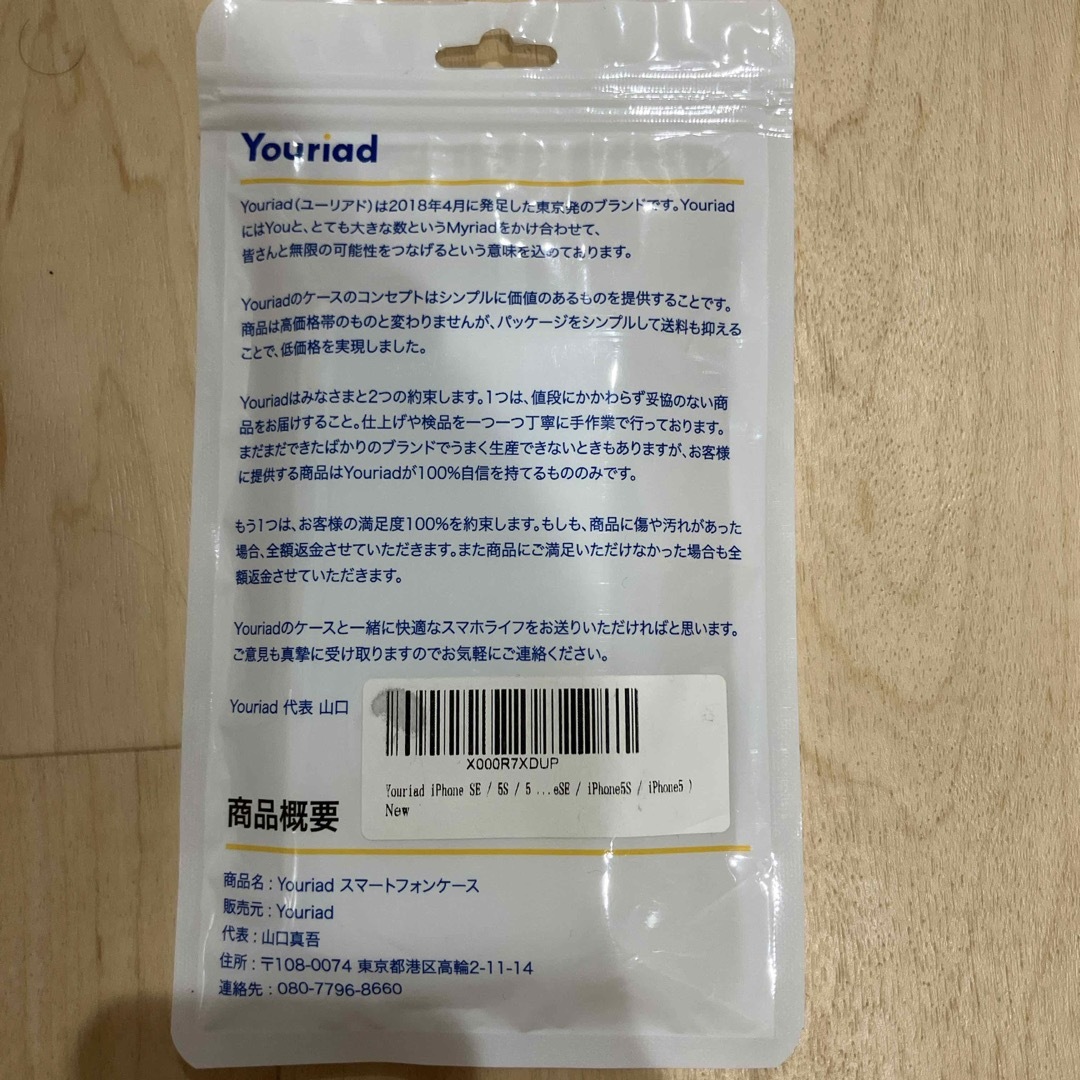 Youriad
Youriad(ユーリアド)は2018年4月に発足した東京発のブランドです。Youriad
にはYouと、とても大きな数というMyriadをかけ合わせて、
皆さんと無限の可能性をつなげるという意味を込めております。
Youriadのケースのコンセプトはシンプルに価値のあるものを提供することです。
商品は高価格帯のものと変わりませんが、パッケージをシンプルして送料も抑える
ことで、低価格を実現しました。
Youriadはみなさまと2つの約束します。1つは、値段にかかわらず妥協のない商
品をお届けすること。仕上げや検品を一つ一つ丁寧に手作業で行っております。
まだまだできたばかりのブランドでうまく生産できないときもありますが、お客様
に提供する商品はYouriadが100%自信を持てるもののみです。
もう1つは、お客様の満足度100%を約束します。もしも、商品に傷や汚れがあった
場合、全額返金させていただきます。また商品にご満足いただけなかった場合も全
額返金させていただきます。
Youriadのケースと一緒に快適なスマホライフをお送りいただければと思います。
ご意見も真摯に受け取りますのでお気軽にご連絡ください。
Youriad 代表 山口
X000R7XDUP
Youriad iPhone SE / 5S / 5 ...eSE / iPhone5S / iPhone5 )
New
商品概要
商品名 : Youriad スマートフォンケース
販売元 : Youriad
代表 : 山口真吾
住所 : 〒108-0074 東京都港区高輪2-11-14
連絡先 : 080-7796-8660